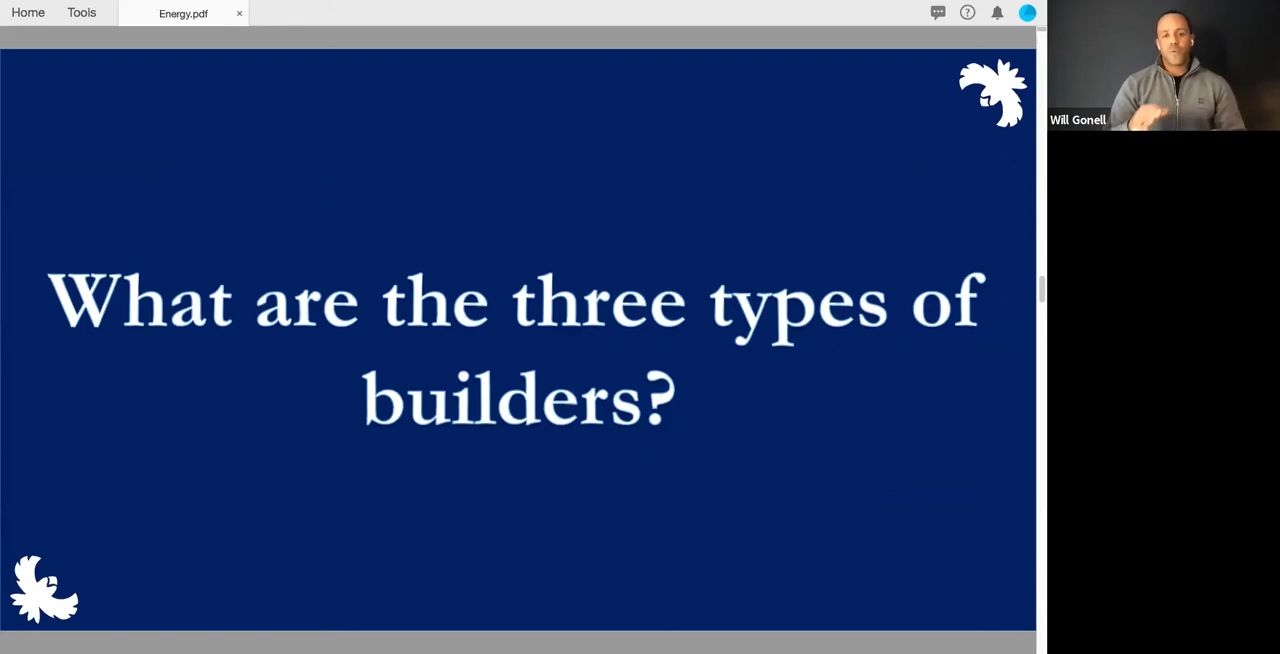 Home Tools Energy.pdf ×
What are the three types of
builders?
Will Gonell